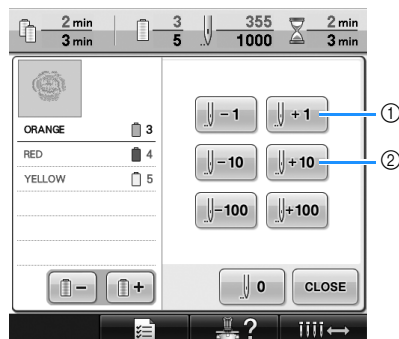 2 min 3 355 2 min
3 min 5 1000 3 min
− 1 + 1 ①
ORANGE 3
RED 4 − 10 + 10 ②
YELLOW 5
− 100 + 100
− + 0 CLOSE
?